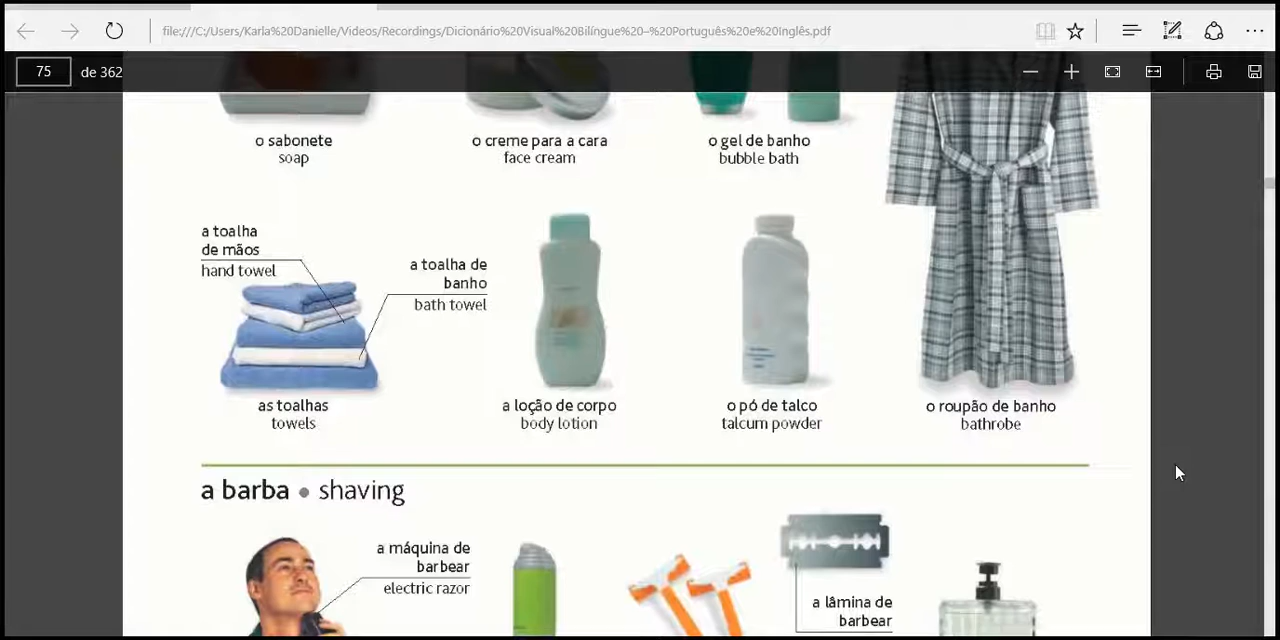 file:///C:/Users/Karla%20Danielle/Videos/Recordings/Dicionário%20Visual%20Bilíngue%20-%20Português%20e%20Inglês.pdf
75 de 362
o sabonete
soap
o creme para a cara
face cream
o gel de banho
bubble bath
a toalha
de mãos
hand towel
a toalha de
banho
bath towel
as toalhas
towels
a loção de corpo
body lotion
o pó de talco
talcum powder
o roupão de banho
bathrobe
a barba • shaving
a máquina de
barbear
electric razor
a lâmina de
barbear